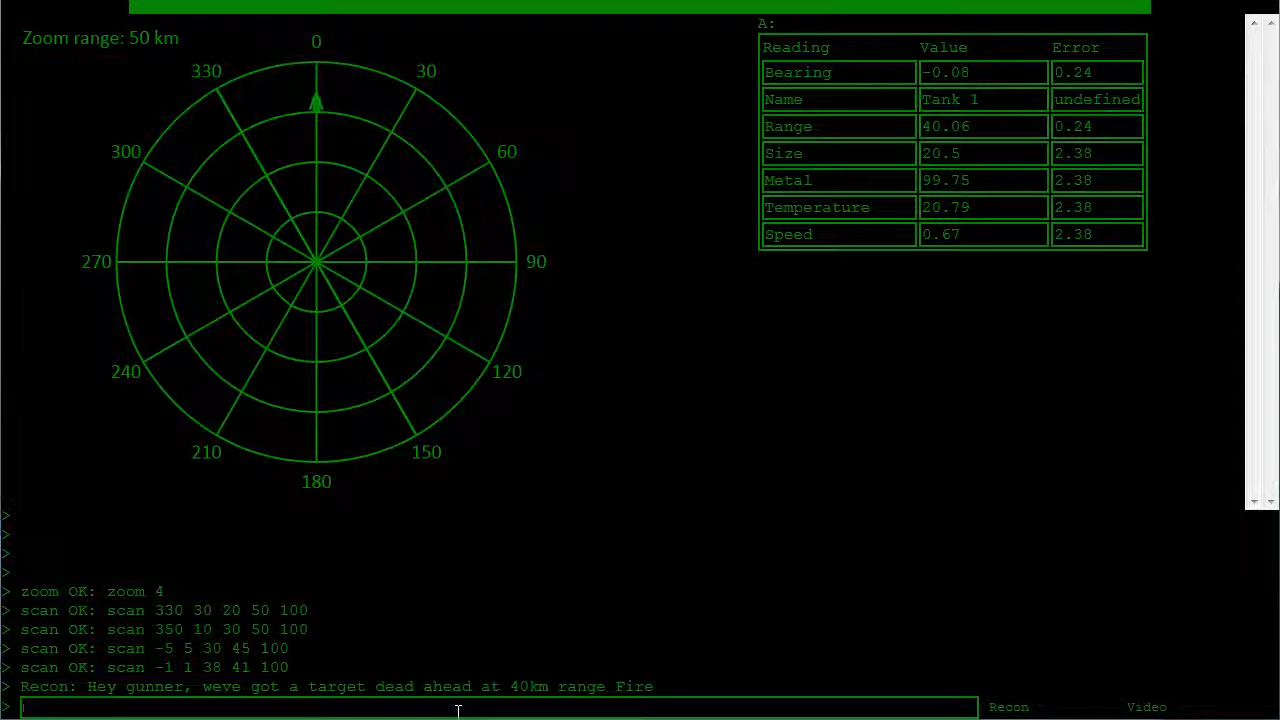 Zoom range: 50 km
0
330
30
300
60
270
90
240
120
210
150
180
A:
Reading Value Error
Bearing -0.08 0.24
Name Tank 1 undefined
Range 40.06 0.24
Size 20.5 2.38
Metal 99.75 2.38
Temperature 20.79 2.38
Speed 0.67 2.38
>
>
>
>
> zoom OK: zoom 4
> scan OK: scan 330 30 20 50 100
> scan OK: scan 350 10 30 50 100
> scan OK: scan -5 5 30 45 100
> scan OK: scan -1 1 38 41 100
> Recon: Hey gunner, weve got a target dead ahead at 40km range Fire
>
Recon Video